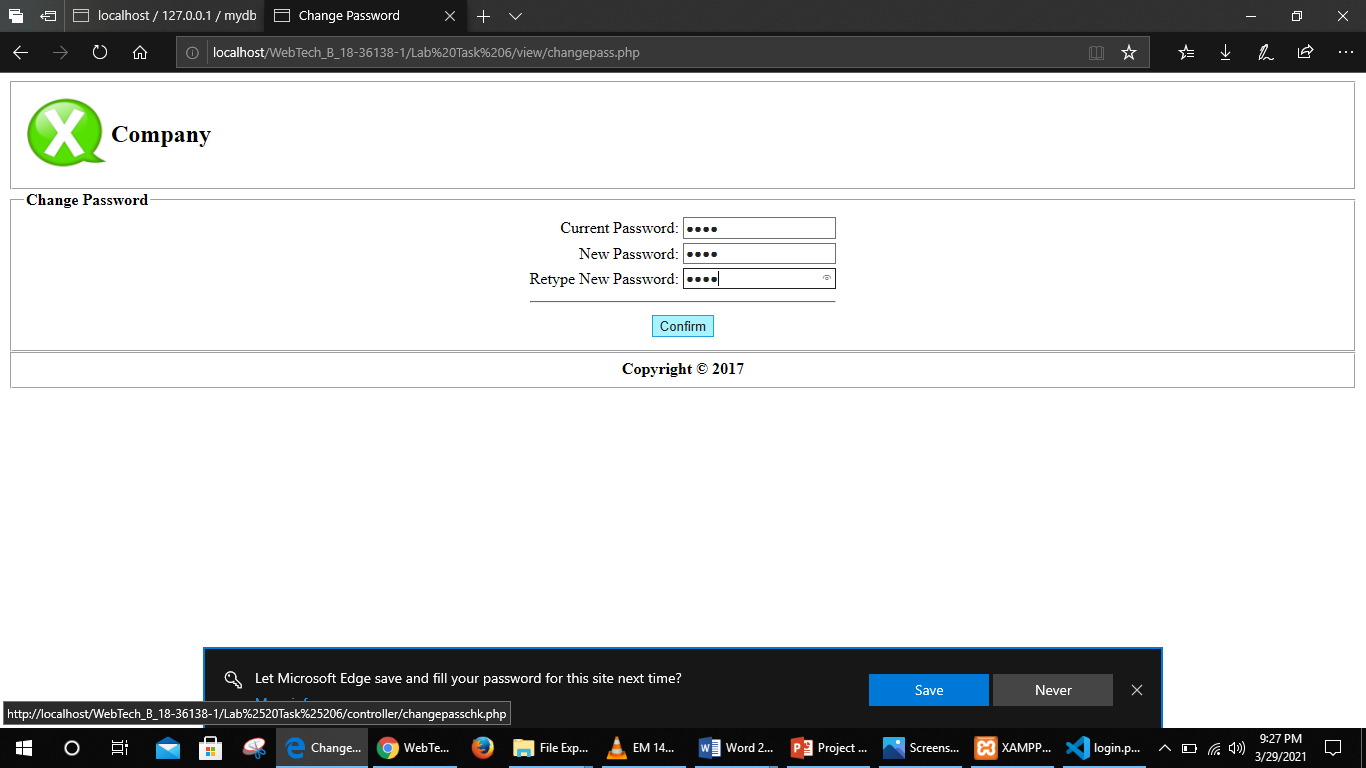 localhost / 127.0.0.1 / mydb
Change Password
localhost/WebTech_B_18-36138-1/Lab%20Task%206/view/changepass.php
X
Company
Change Password
Current Password: ••••
New Password: ••••
Retype New Password: ••••
Confirm
Copyright © 2017
Let Microsoft Edge save and fill your password for this site next time?
Save
Never
http://localhost/WebTech_B_18-36138-1/Lab%2520Task%25206/controller/changepasschk.php
Change...
WebTe...
File Exp...
EM 14...
Word 2...
Project ...
Screens...
XAMPP...
login.p...
9:27 PM
3/29/2021